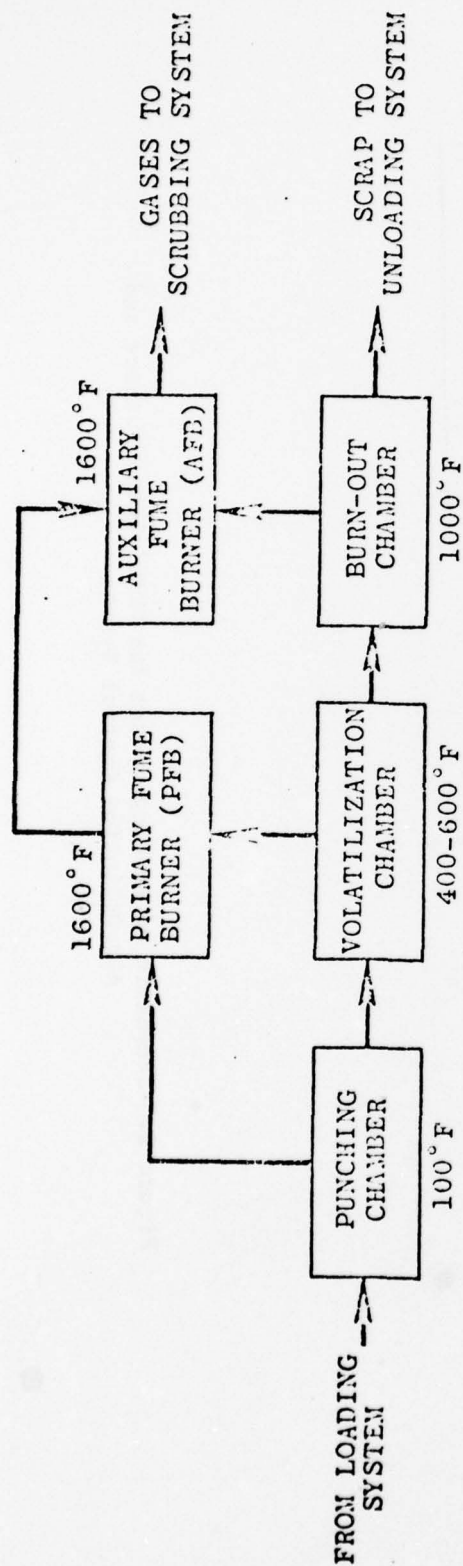 FROM LOADING
SYSTEM
PUNCHING
CHAMBER
100°F
VOLATILIZATION
CHAMBER
400-600°F
BURN-OUT
CHAMBER
1000°F
SCRAP TO
UNLOADING SYSTEM
1600°F
PRIMARY FUME
BURNER (PFB)
1600°F
AUXILIARY
FUME
BURNER (AFB)
GASES TO
SCRUBBING SYSTEM